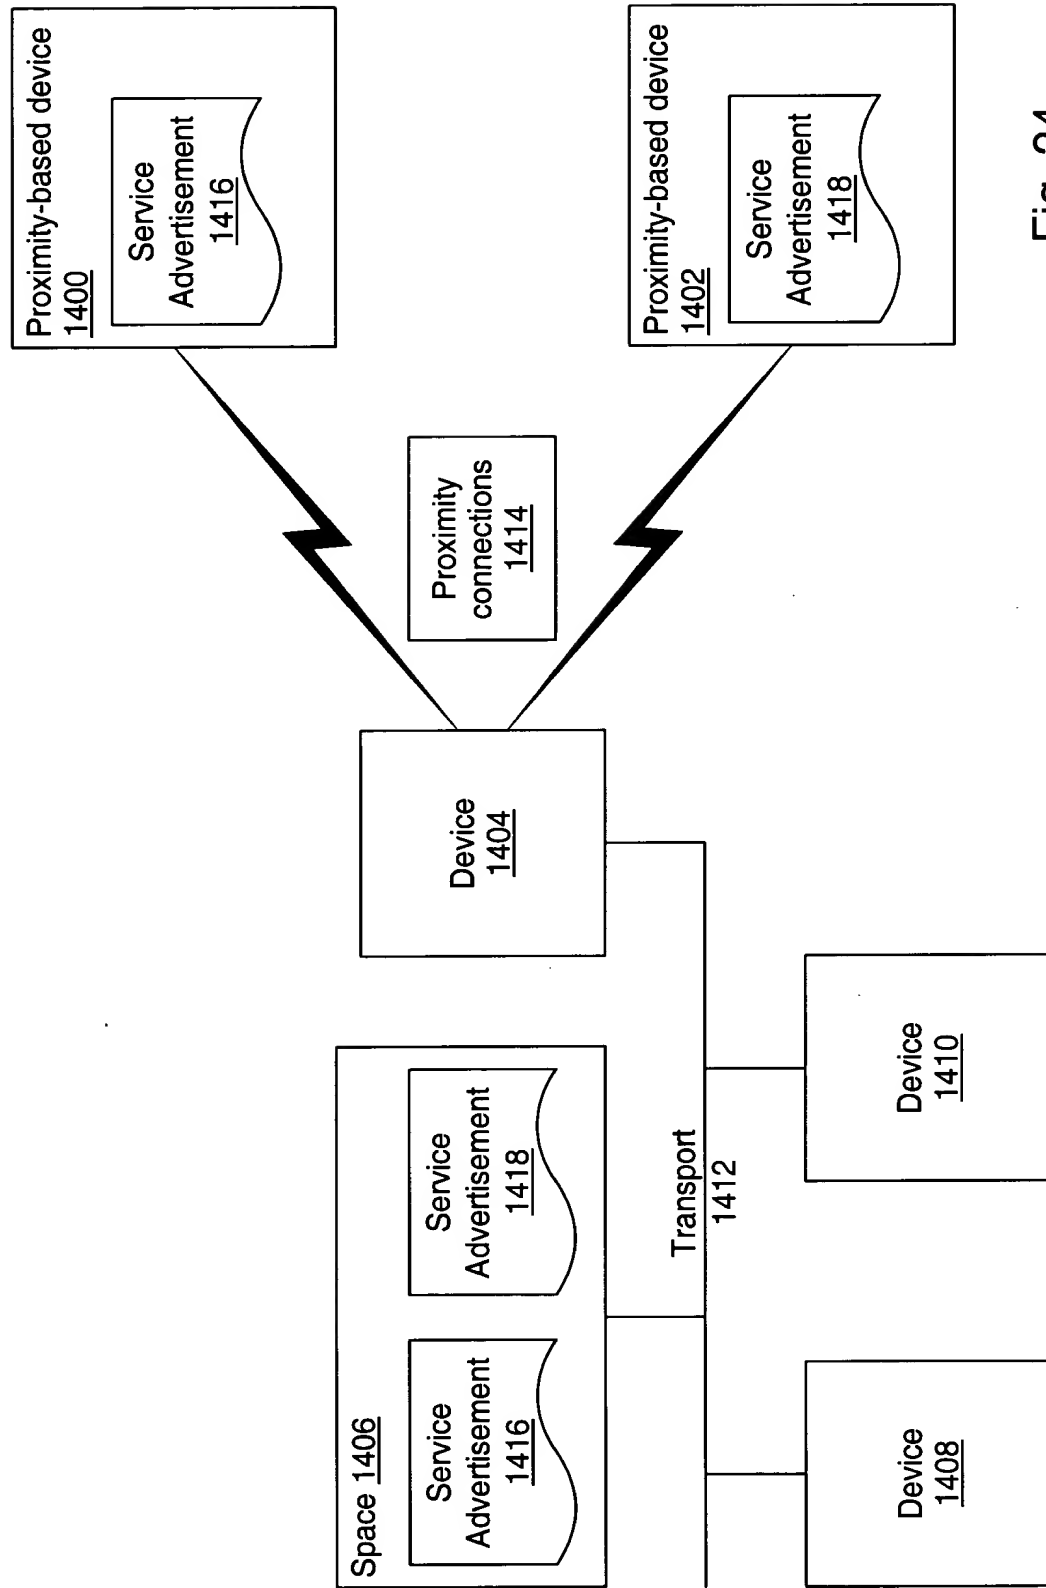 Proximity-based device
1400
Service
Advertisement
1416
Proximity-based device
1402
Service
Advertisement
1418
Proximity
connections
1414
Device
1404
Space 1406
Service
Advertisement
1416
Service
Advertisement
1418
Transport
1412
Device
1408
Device
1410
Fig